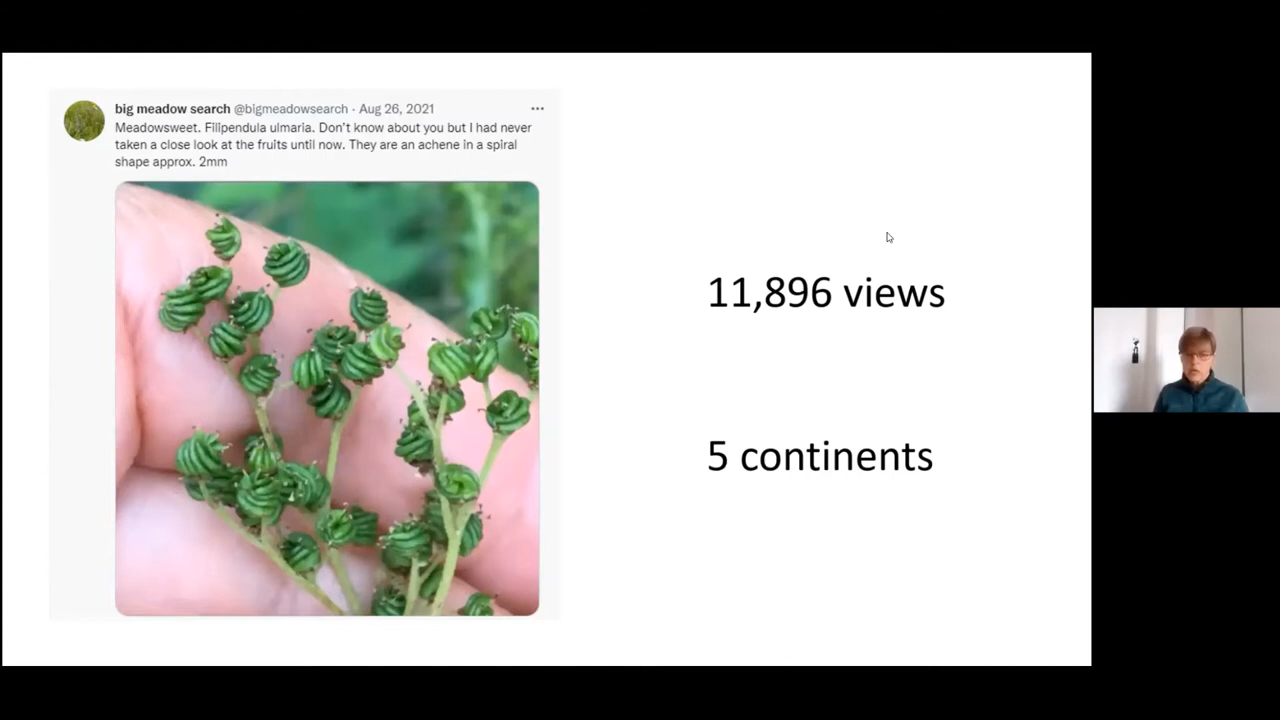 big meadow search @bigmeadowsearch · Aug 26, 2021
Meadowsweet. Filipendula ulmaria. Don't know about you but I had never
taken a close look at the fruits until now. They are an achene in a spiral
shape approx. 2mm
11,896 views
5 continents